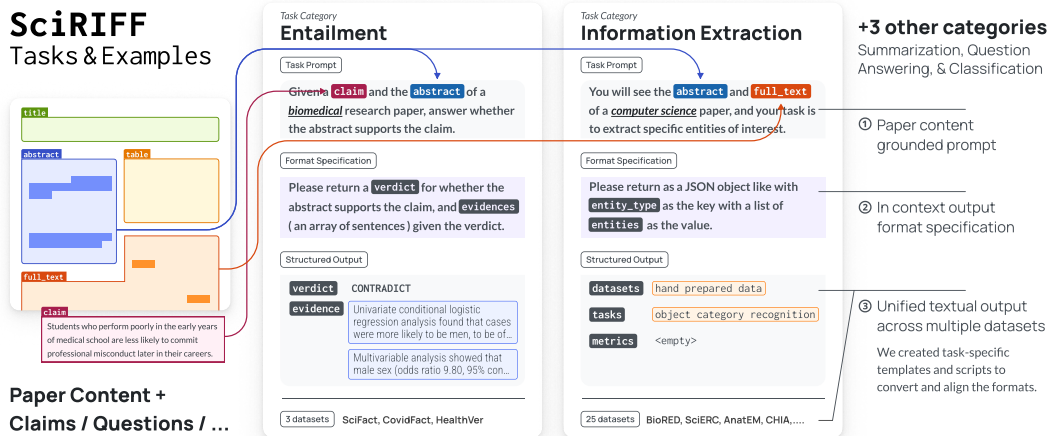 SciRIFF
Tasks & Examples
title
abstract
table
full_text
claim
Students who perform poorly in the early years
of medical school are less likely to commit
professional misconduct later in their careers.
Paper Content +
Claims / Questions / ...
Task Category
Entailment
Task Prompt
Given a claim and the abstract of a
biomedical research paper, answer whether
the abstract supports the claim.
Format Specification
Please return a verdict for whether the
abstract supports the claim, and evidences
( an array of sentences ) given the verdict.
Structured Output
verdict CONTRADICT
evidence
Univariate conditional logistic
regression analysis found that cases
were more likely to be men, to be of...
Multivariable analysis showed that
male sex (odds ratio 9.80, 95% con...
3 datasets SciFact, CovidFact, HealthVer
Task Category
Information Extraction
Task Prompt
You will see the abstract and full_text
of a computer science paper, and your task is
to extract specific entities of interest.
Format Specification
Please return as a JSON object like with
entity_type as the key with a list of
entities as the value.
Structured Output
datasets hand prepared data
tasks object category recognition
metrics <empty>
25 datasets BioRED, SciERC, AnatEM, CHIA,....
+3 other categories
Summarization, Question
Answering, & Classification
① Paper content
grounded prompt
② In context output
format specification
③ Unified textual output
across multiple datasets
We created task-specific
templates and scripts to
convert and align the formats.